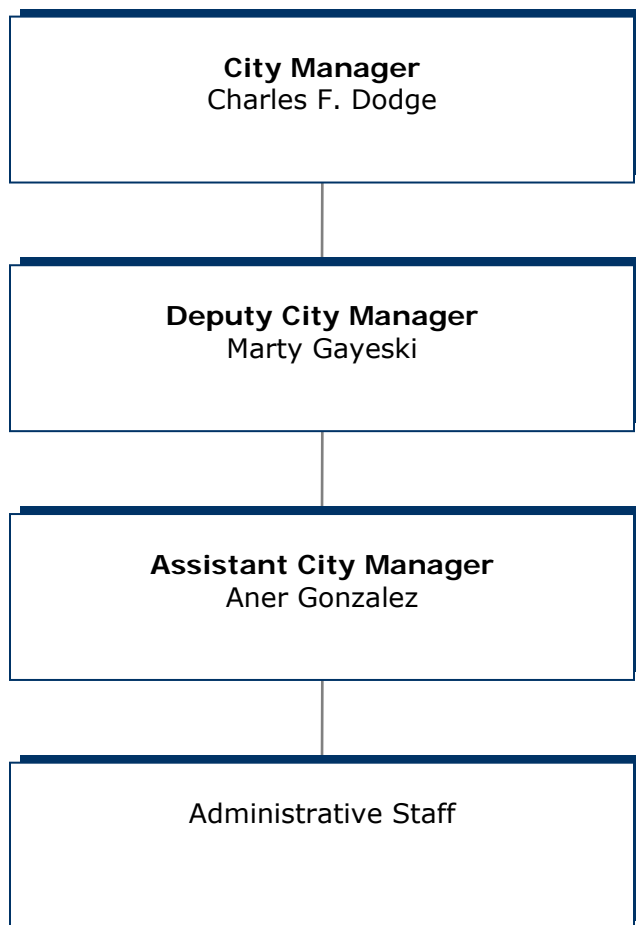 City Manager
Charles F. Dodge
Deputy City Manager
Marty Gayeski
Assistant City Manager
Aner Gonzalez
Administrative Staff